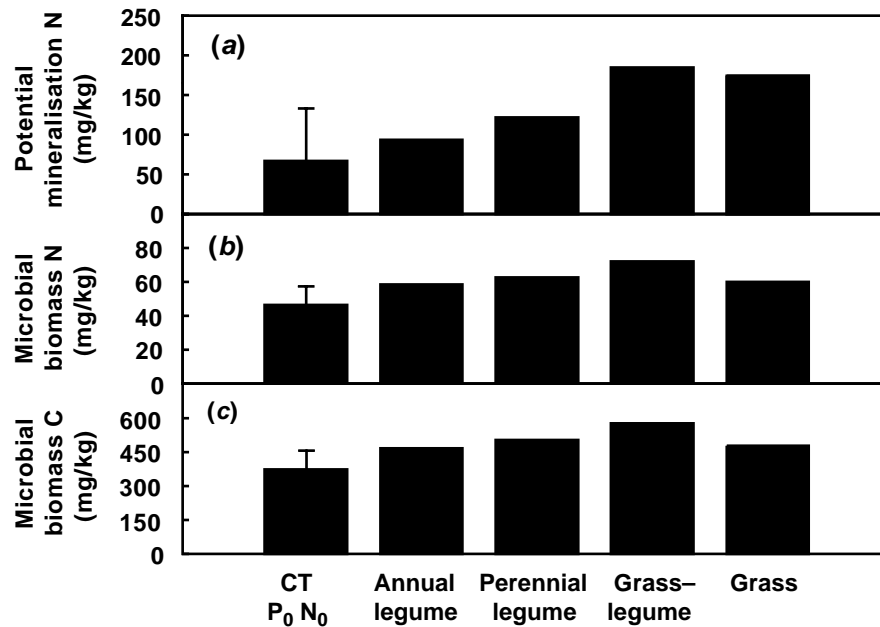 Potential
mineralisation N
(mg/kg)
250
200
150
100
50
0
(a)
Microbial
biomass N
(mg/kg)
80
60
40
20
0
(b)
Microbial
biomass C
(mg/kg)
600
450
300
150
0
(c)
CT
P₀ N₀
Annual
legume
Perennial
legume
Grass–
legume
Grass